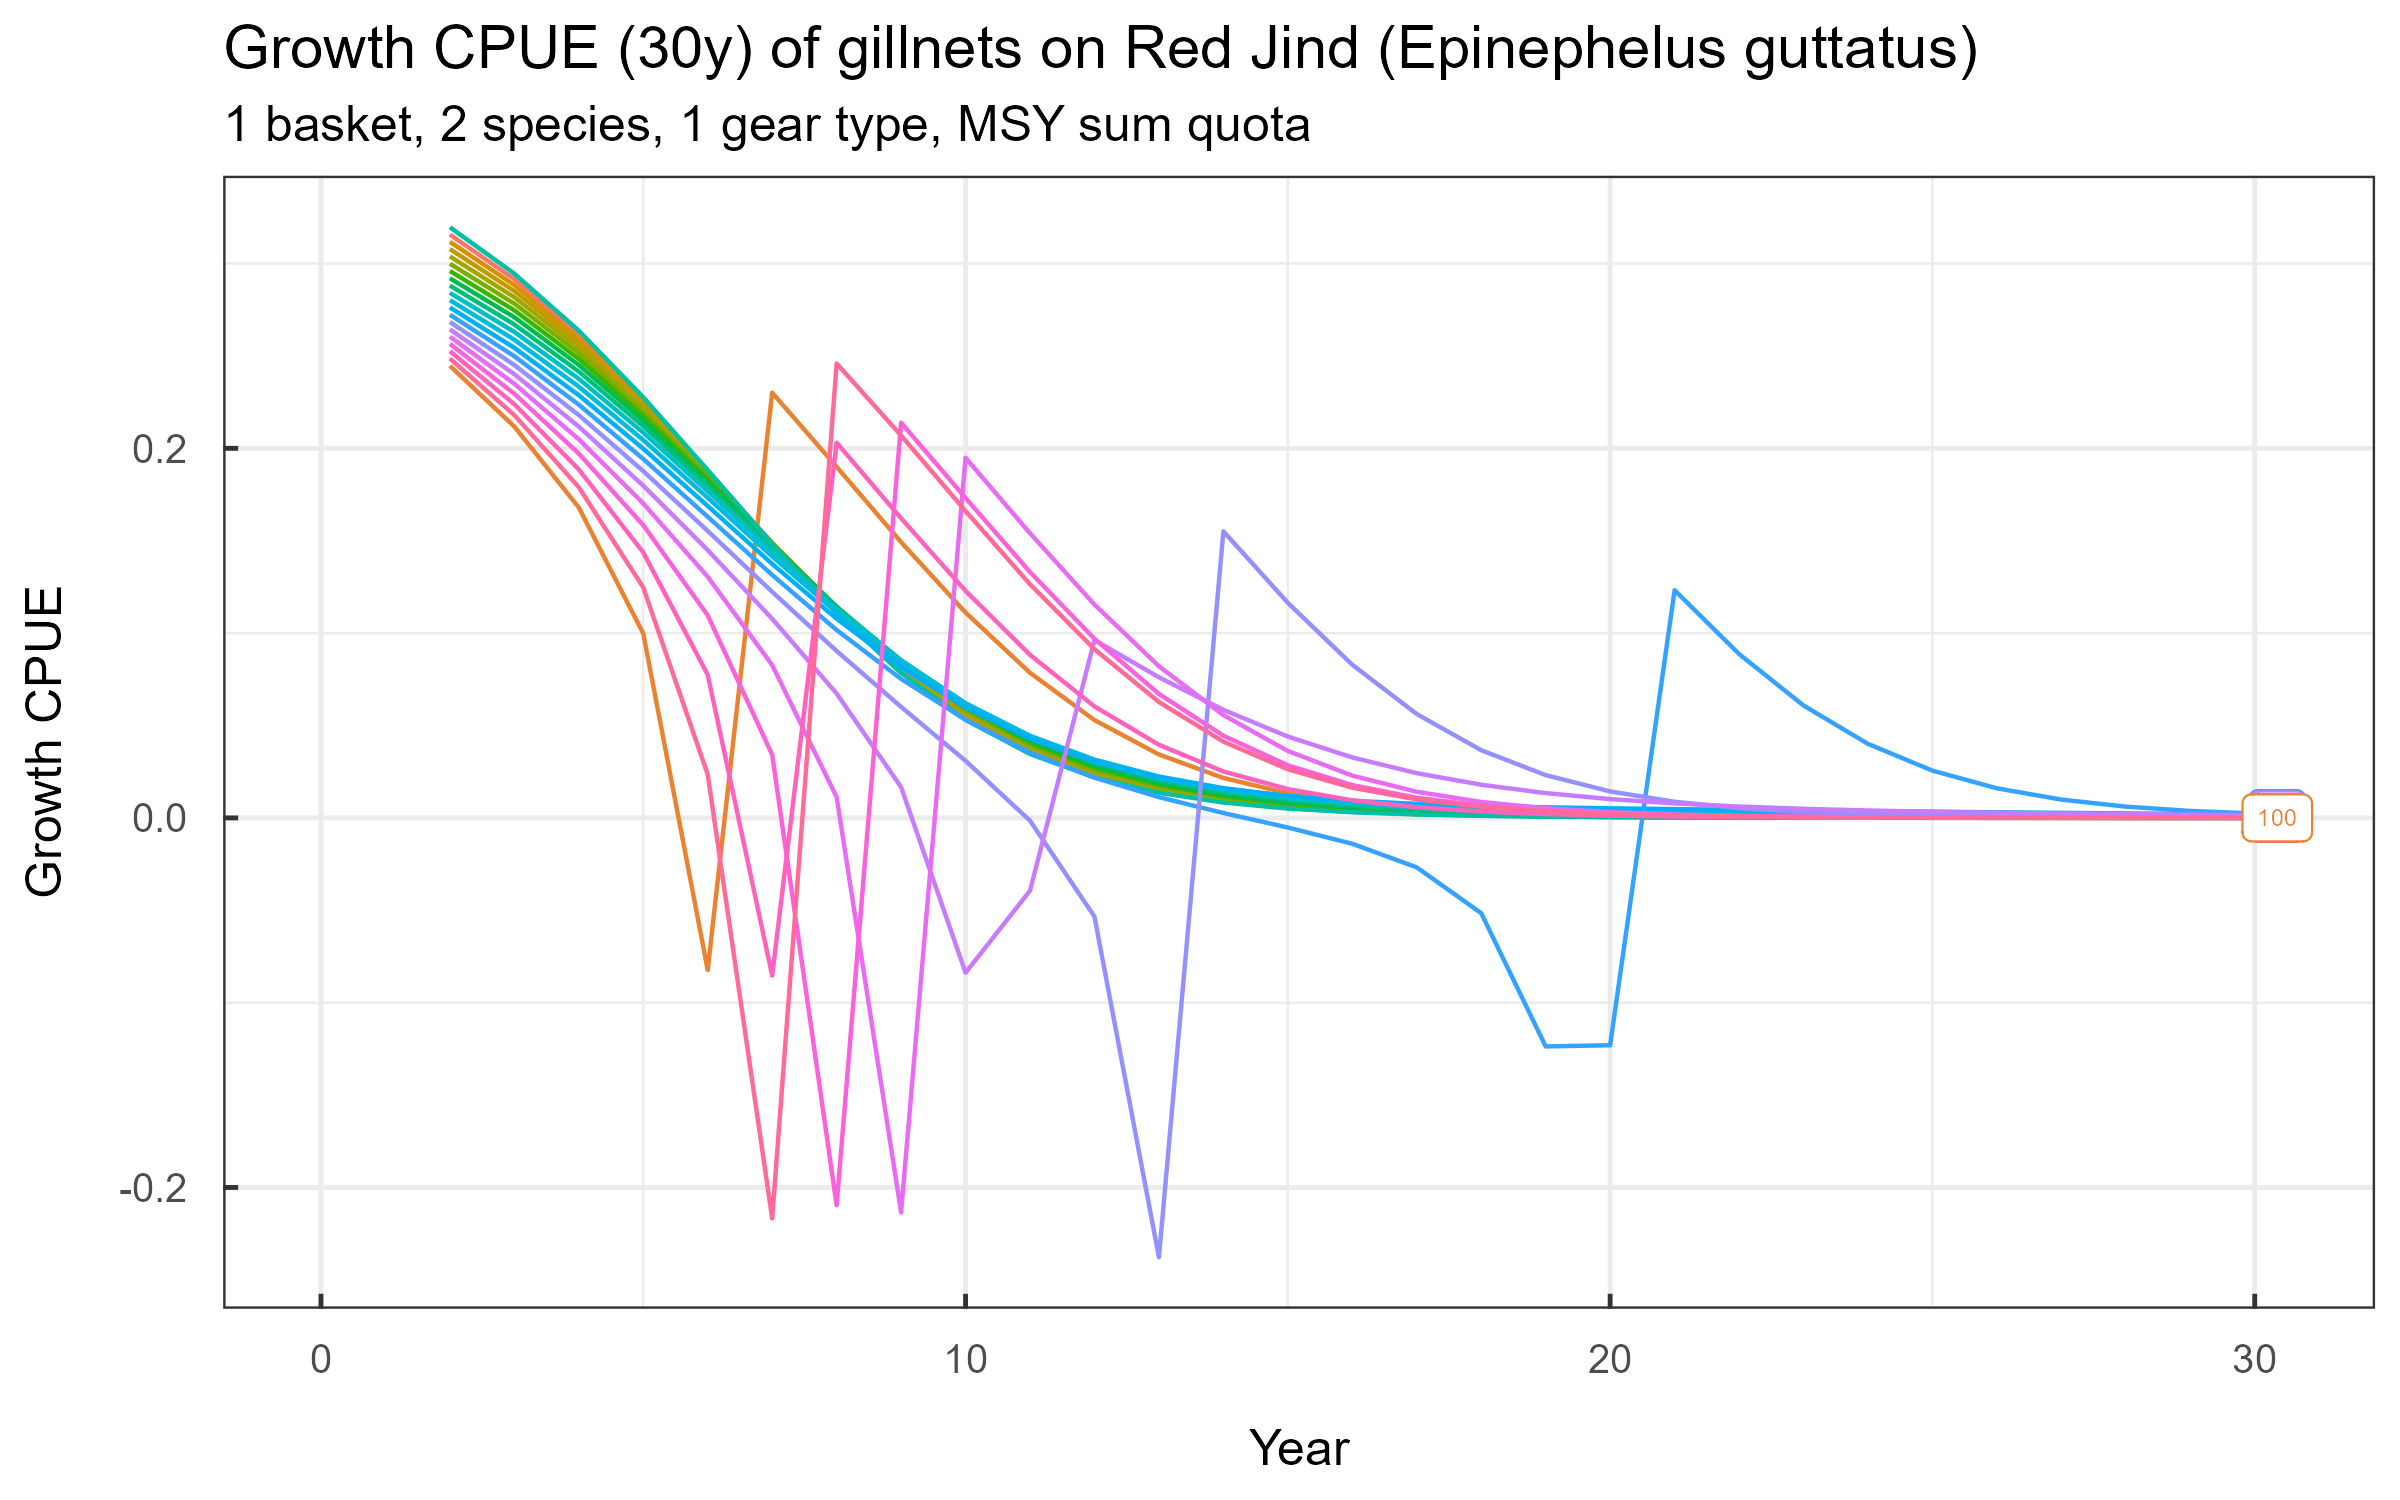 Growth CPUE (30y) of gillnets on Red Jind (Epinephelus guttatus)
1 basket, 2 species, 1 gear type, MSY sum quota
Growth CPUE
0.2
0.0
-0.2
100
0 10 20 30
Year